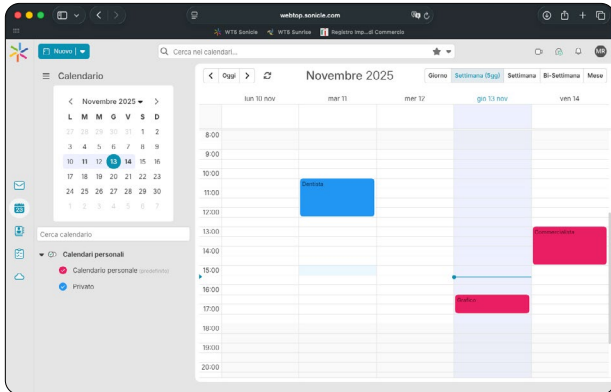 webtop.sonicle.com
WT5 Sonicle
WT5 Sunrise
Registro Imp...di Commercio
Nuovo
Cerca nei calendari...
MR
Calendario
Oggi
Novembre 2025
Giorno
Settimana (5gg)
Settimana
Bi-Settimana
Mese
Novembre 2025
L M M G V S D
27 28 29 30 31 1 2
3 4 5 6 7 8 9
10 11 12 13 14 15 16
17 18 19 20 21 22 23
24 25 26 27 28 29 30
1 2 3 4 5 6 7
Cerca calendario
Calendari personali
Calendario personale (predefinito)
Privato
lun 10 nov
mar 11
mer 12
gio 13 nov
ven 14
8:00
9:00
10:00
Dentista
11:00
12:00
13:00
Commercialista
14:00
15:00
16:00
Grafico
17:00
18:00
19:00
20:00